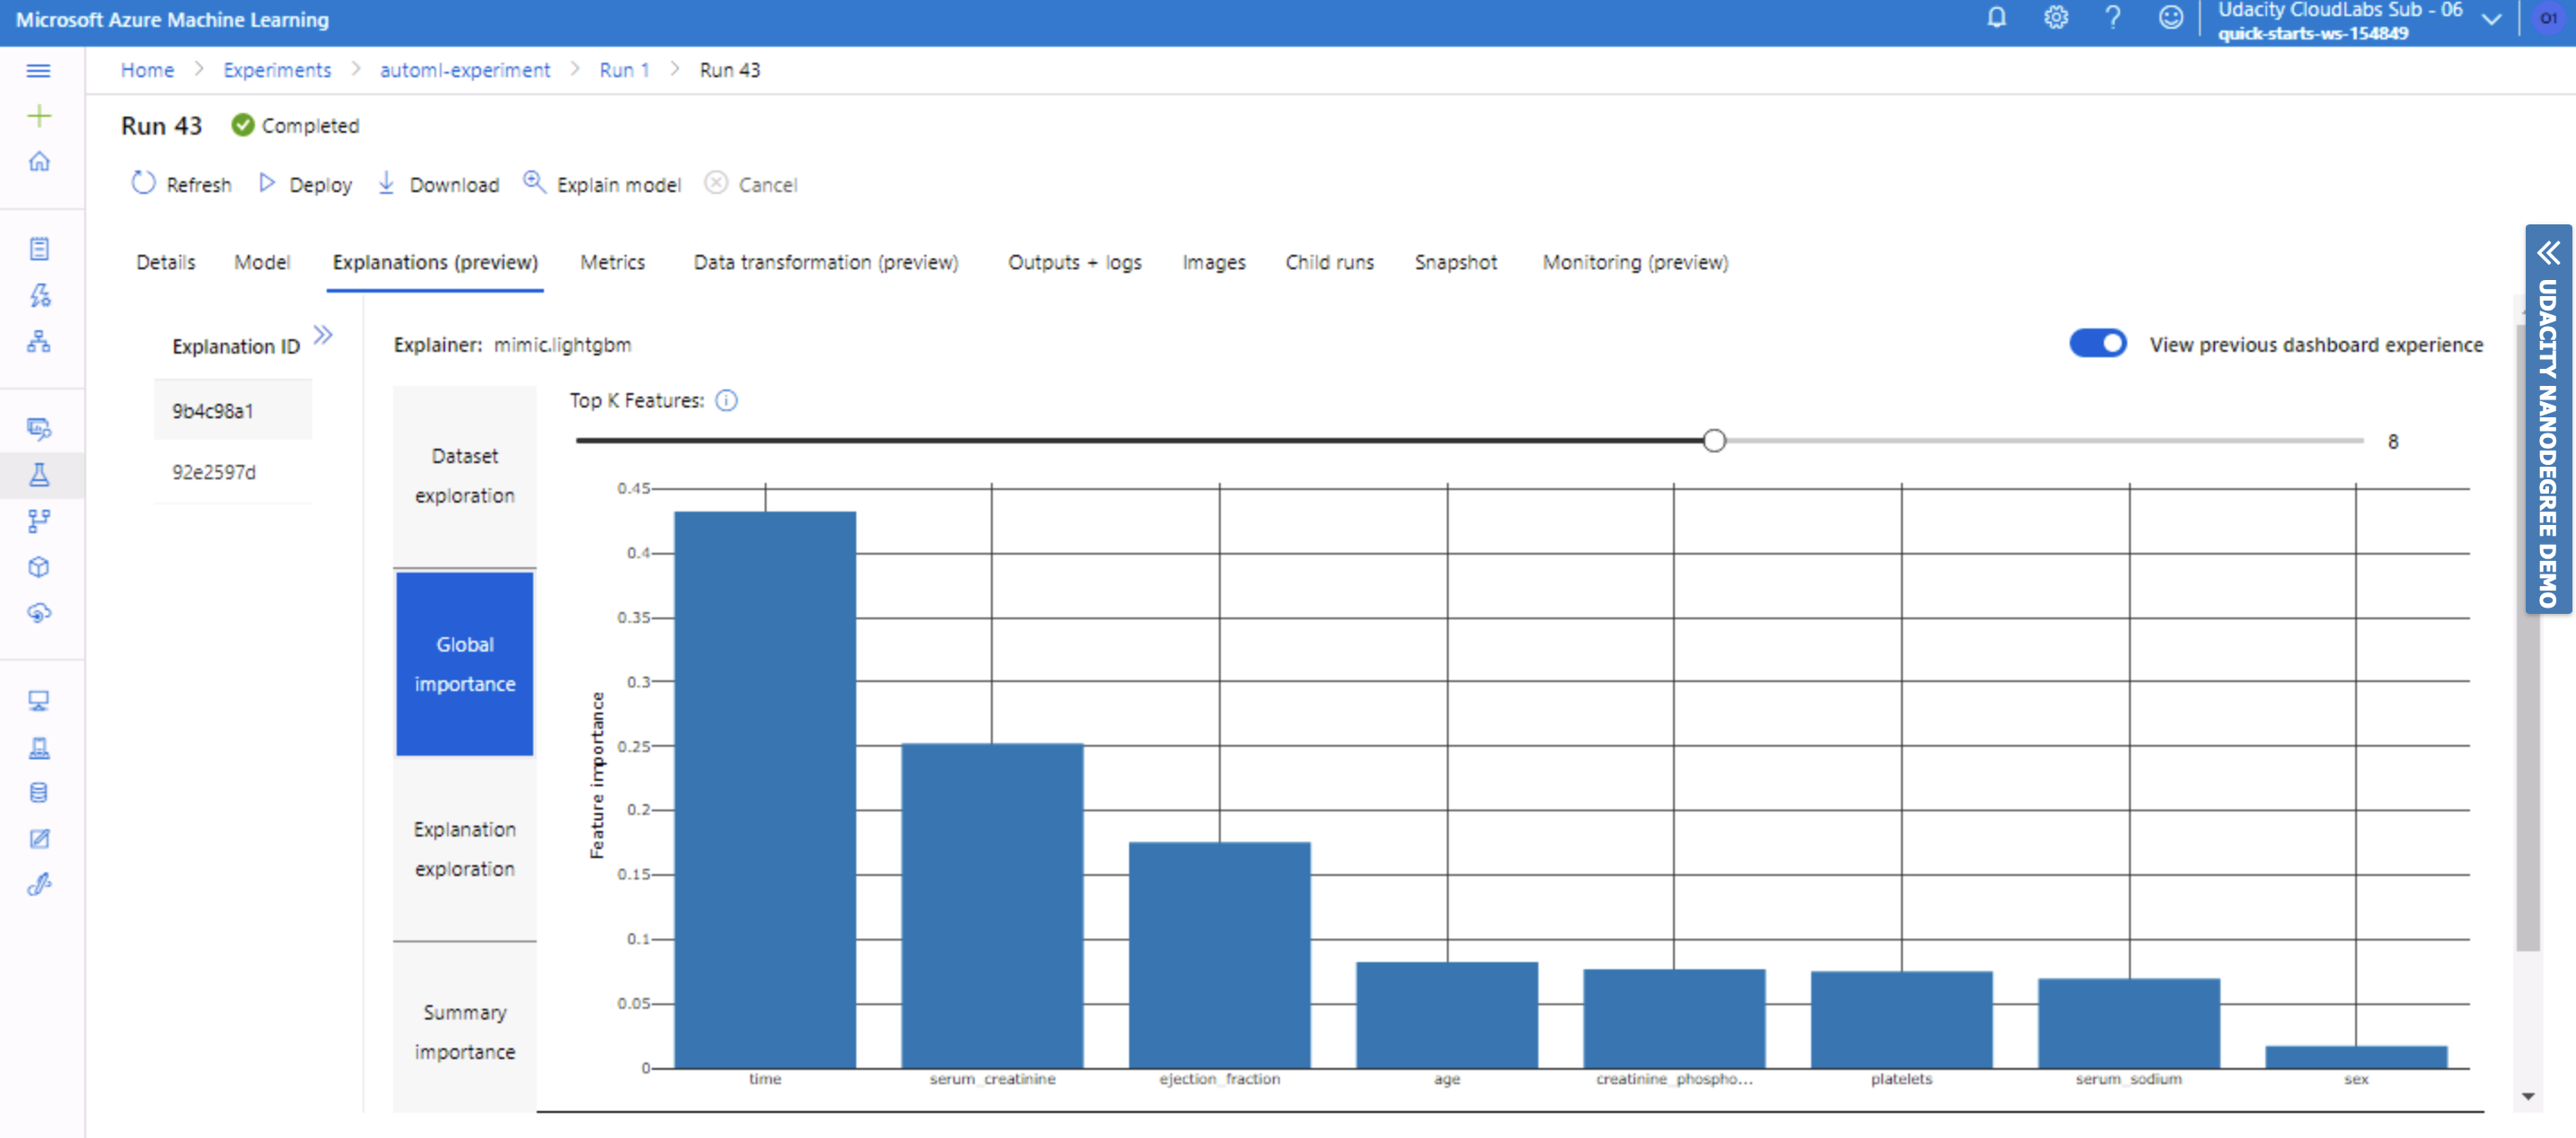 Microsoft Azure Machine Learning
Udacity CloudLabs Sub - 06
quick-starts-ws-154849
O1
Home > Experiments > automl-experiment > Run 1 > Run 43
Run 43 Completed
Refresh Deploy Download Explain model Cancel
Details Model Explanations (preview) Metrics Data transformation (preview) Outputs + logs Images Child runs Snapshot Monitoring (preview)
Explanation ID
9b4c98a1
92e2597d
Explainer: mimic.lightgbm
View previous dashboard experience
Dataset
exploration
Global
importance
Explanation
exploration
Summary
importance
Top K Features:
8
Feature importance
0.45
0.4
0.35
0.3
0.25
0.2
0.15
0.1
0.05
0
time serum_creatinine ejection_fraction age creatinine_phospho... platelets serum_sodium sex
UDACITY NANODEGREE DEMO